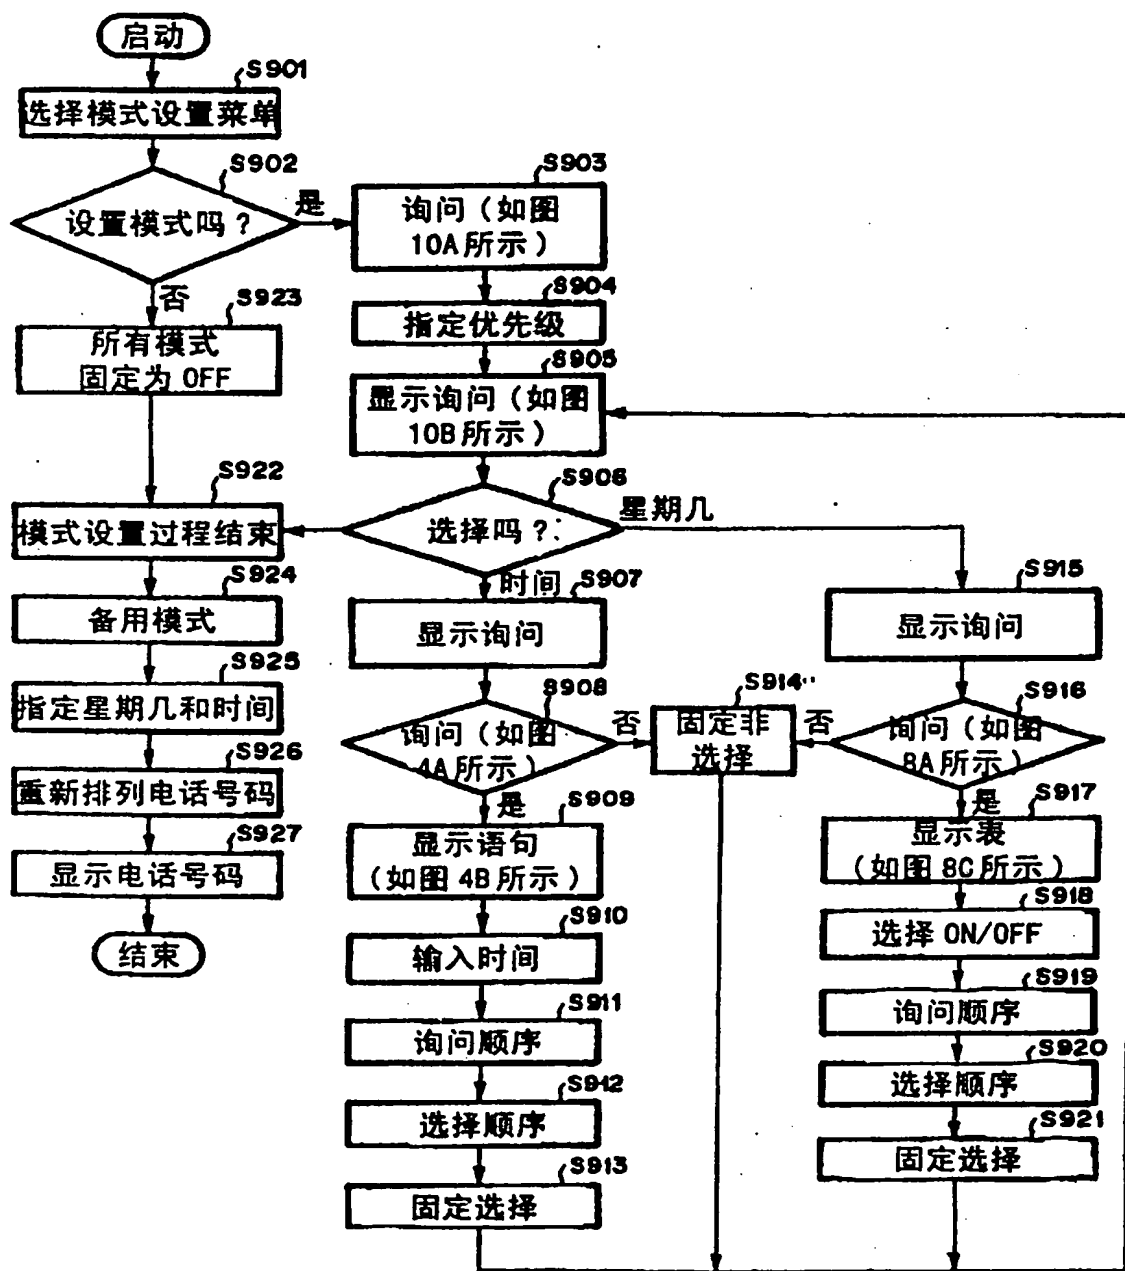 启动
S901
选择模式设置菜单
S902
设置模式吗？
是
否
S903
询问（如图
10A所示）
S904
指定优先级
S923
所有模式
固定为 OFF
S905
显示询问（如图
10B所示）
S922
模式设置过程结束
S906
选择吗？
星期几
时间
S924
备用模式
S907
显示询问
S915
显示询问
S925
指定星期几和时间
S908
询问（如图
4A所示）
否
是
S914
固定非
选择
S916
询问（如图
8A所示）
否
是
S926
重新排列电话号码
S909
显示语句
（如图 4B所示）
S917
显示表
（如图 8C所示）
S927
显示电话号码
S918
选择 ON/OFF
结束
S910
输入时间
S919
询问顺序
S911
询问顺序
S920
选择顺序
S912
选择顺序
S921
固定选择
S913
固定选择